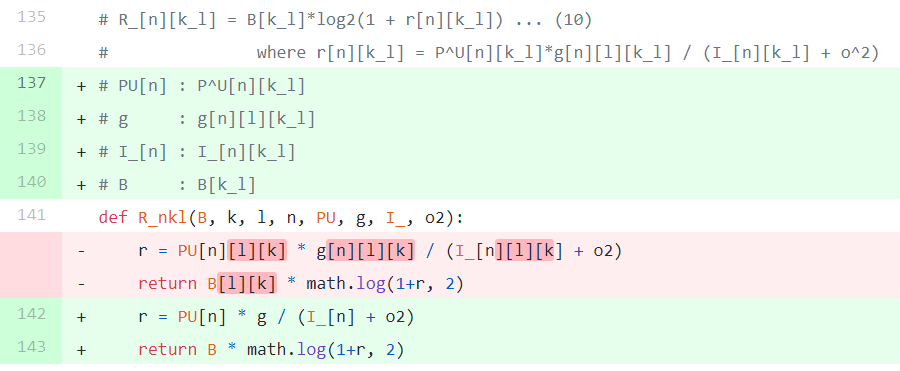 135 # R_[n][k_l] = B[k_l]*log2(1 + r[n][k_l]) ... (10)
136 # where r[n][k_l] = P^U[n][k_l]*g[n][l][k_l] / (I_[n][k_l] + o^2)
137 + # PU[n] : P^U[n][k_l]
138 + # g : g[n][l][k_l]
139 + # I_[n] : I_[n][k_l]
140 + # B : B[k_l]
141 def R_nkl(B, k, l, n, PU, g, I_, o2):
- r = PU[n][l][k] * g[n][l][k] / (I_[n][l][k] + o2)
- return B[l][k] * math.log(1+r, 2)
142 + r = PU[n] * g / (I_[n] + o2)
143 + return B * math.log(1+r, 2)